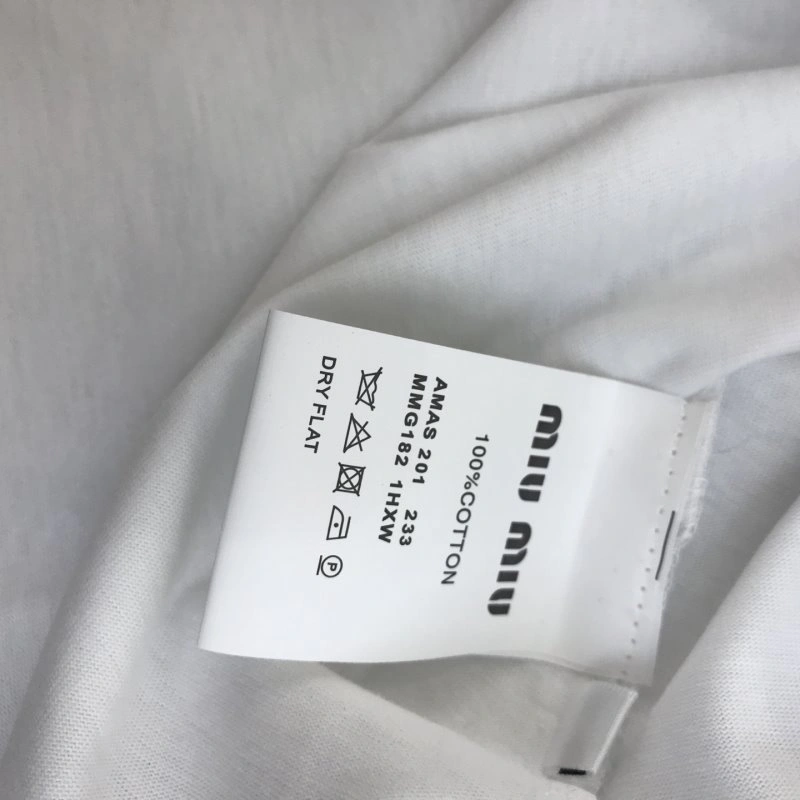 MIU MIU
100%COTTON
AMAS 201 233
MMG182 1HXW
P
DRY FLAT